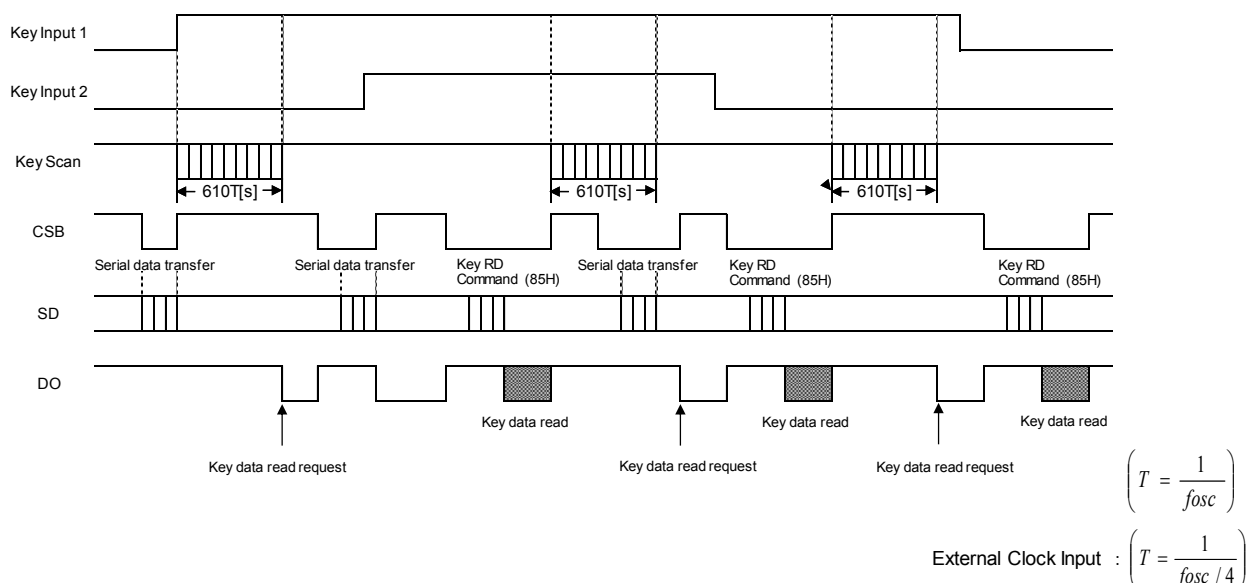 Key Input 1
Key Input 2
Key Scan
610T[s] 610T[s] 610T[s]
CSB
Serial data transfer Serial data transfer Key RD Command (85H) Serial data transfer Key RD Command (85H) Key RD Command (85H)
SD
DO
Key data read Key data read Key data read
Key data read request Key data read request Key data read request
( T = 1 / fosc )
External Clock Input : ( T = 1 / fosc / 4 )